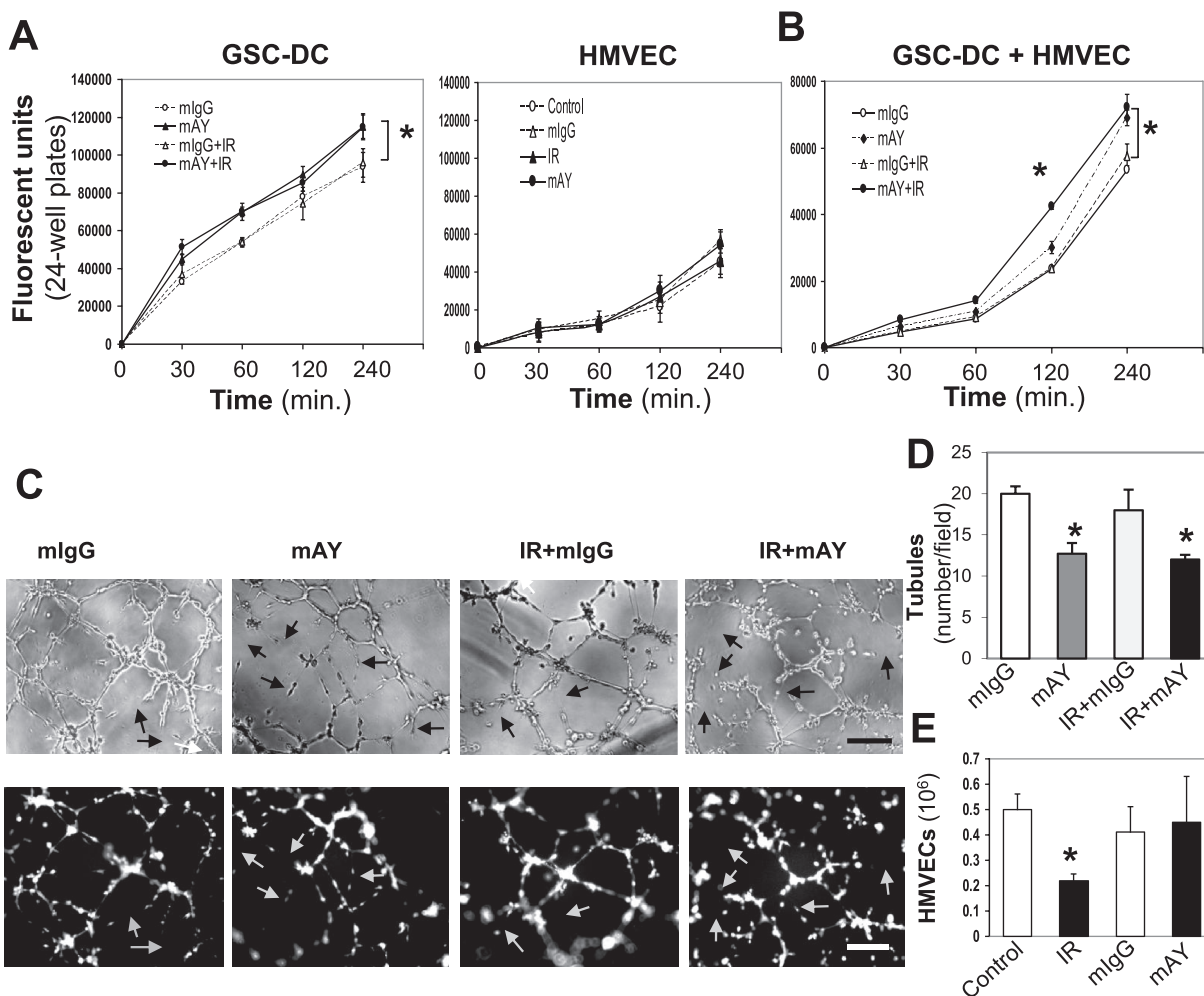 A
GSC-DC
Fluorescent units
(24-well plates)
140000
120000
100000
80000
60000
40000
20000
0
mIgG
mAY
mIgG+IR
mAY+IR
*
0 30 60 120 240
Time (min.)
HMVEC
140000
120000
100000
80000
60000
40000
20000
0
Control
mIgG
IR
mAY
0 30 60 120 240
Time (min.)
B
GSC-DC + HMVEC
80000
60000
40000
20000
0
mIgG
mAY
mIgG+IR
mAY+IR
*
*
0 30 60 120 240
Time (min.)
C
mIgG mAY IR+mIgG IR+mAY
D
Tubules
(number/field)
25
20
15
10
5
0
*
*
mIgG
mAY
IR+mIgG
IR+mAY
E
HMVECs (10⁶)
0.7
0.6
0.5
0.4
0.3
0.2
0.1
0
*
Control
IR
mIgG
mAY